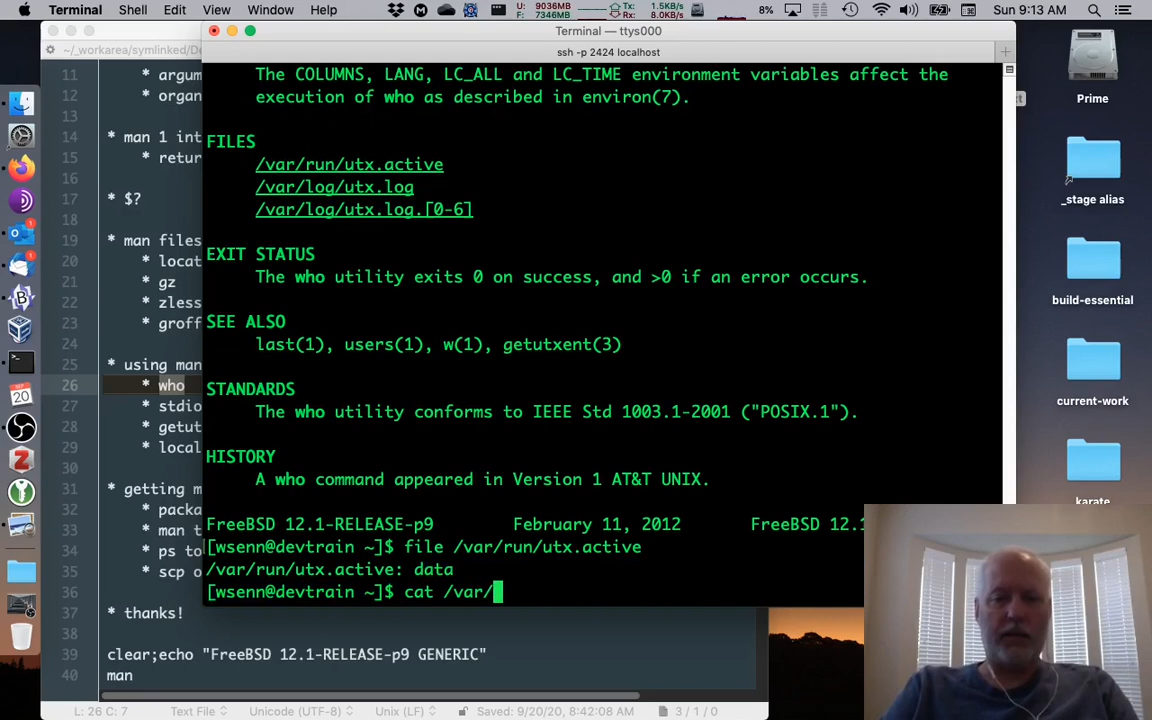 Terminal Shell Edit View Window Help
U: 9036MB
F: 7346MB
Tx: 1.5KB/s
Rx: 8.0KB/s
8%
Sun 9:13 AM
Terminal — ttys000
~/_workarea/symlinked/De
ssh -p 2424 localhost
The COLUMNS, LANG, LC_ALL and LC_TIME environment variables affect the
execution of who as described in environ(7).
FILES
/var/run/utx.active
/var/log/utx.log
/var/log/utx.log.[0-6]
EXIT STATUS
The who utility exits 0 on success, and >0 if an error occurs.
SEE ALSO
last(1), users(1), w(1), getutxent(3)
STANDARDS
The who utility conforms to IEEE Std 1003.1-2001 ("POSIX.1").
HISTORY
A who command appeared in Version 1 AT&T UNIX.
FreeBSD 12.1-RELEASE-p9 February 11, 2012 FreeBSD 12.1
[wsenn@devtrain ~]$ file /var/run/utx.active
/var/run/utx.active: data
[wsenn@devtrain ~]$ cat /var/
11 * argum
12 * organ
13
14 * man 1 int
15 * retur
16
17 * $?
18
19 * man files
20 * locat
21 * gz
22 * zless
23 * groff
24
25 * using man
26 * who
27 * stdio
28 * getut
29 * local
30
31 * getting m
32 * packa
33 * man t
34 * ps to
35 * scp o
36
37 * thanks!
38
39 clear;echo "FreeBSD 12.1-RELEASE-p9 GENERIC"
40 man
L: 26 C: 7 Text File Unicode (UTF-8) Unix (LF) Saved: 9/20/20, 8:42:08 AM 3 / 1 / 0
Prime
_stage alias
build-essential
current-work
karate
SEP
20